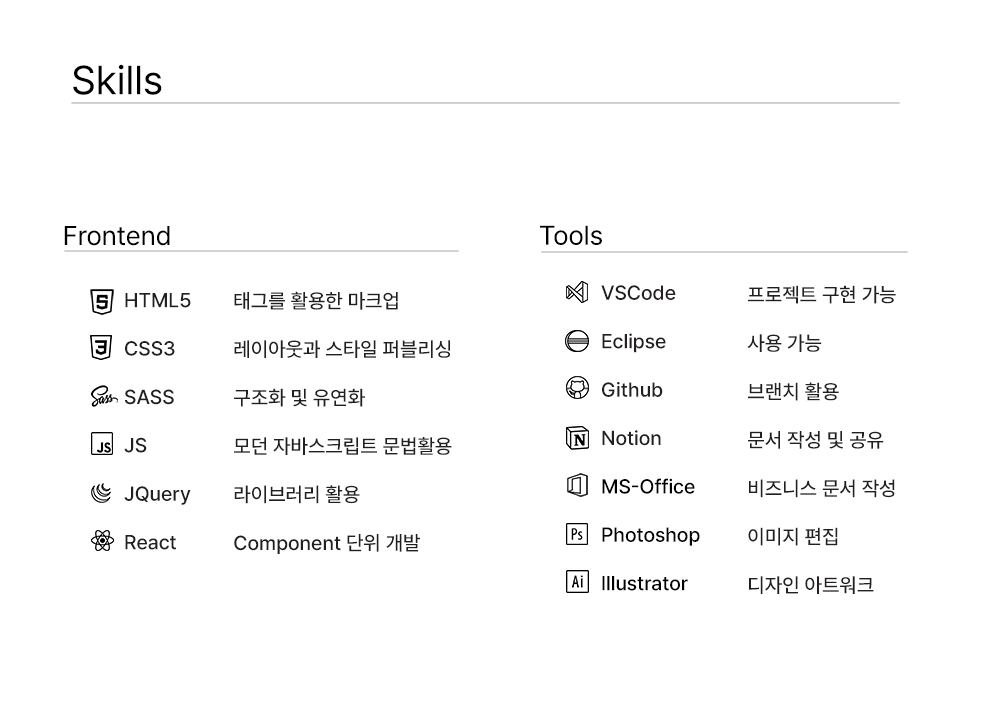 Skills
Frontend
HTML5 태그를 활용한 마크업
CSS3 레이아웃과 스타일 퍼블리싱
SASS 구조화 및 유연화
JS 모던 자바스크립트 문법활용
JQuery 라이브러리 활용
React Component 단위 개발
Tools
VSCode 프로젝트 구현 가능
Eclipse 사용 가능
Github 브랜치 활용
Notion 문서 작성 및 공유
MS-Office 비즈니스 문서 작성
Ps Photoshop 이미지 편집
Ai Illustrator 디자인 아트워크